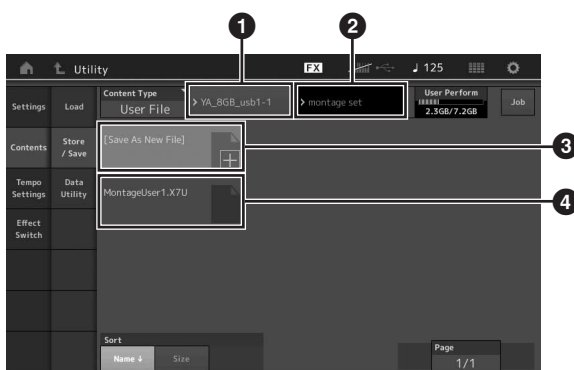 1
2
Utility
FX
125
Settings
Load
Content Type
User File
YA_8GB_usb1-1
montage set
User Perform
2.3GB/7.2GB
Job
Contents
Store
/ Save
[Save As New File]
3
Tempo
Settings
Data
Utility
MontageUser1.X7U
4
Effect
Switch
Sort
Name
Size
Page
1/1